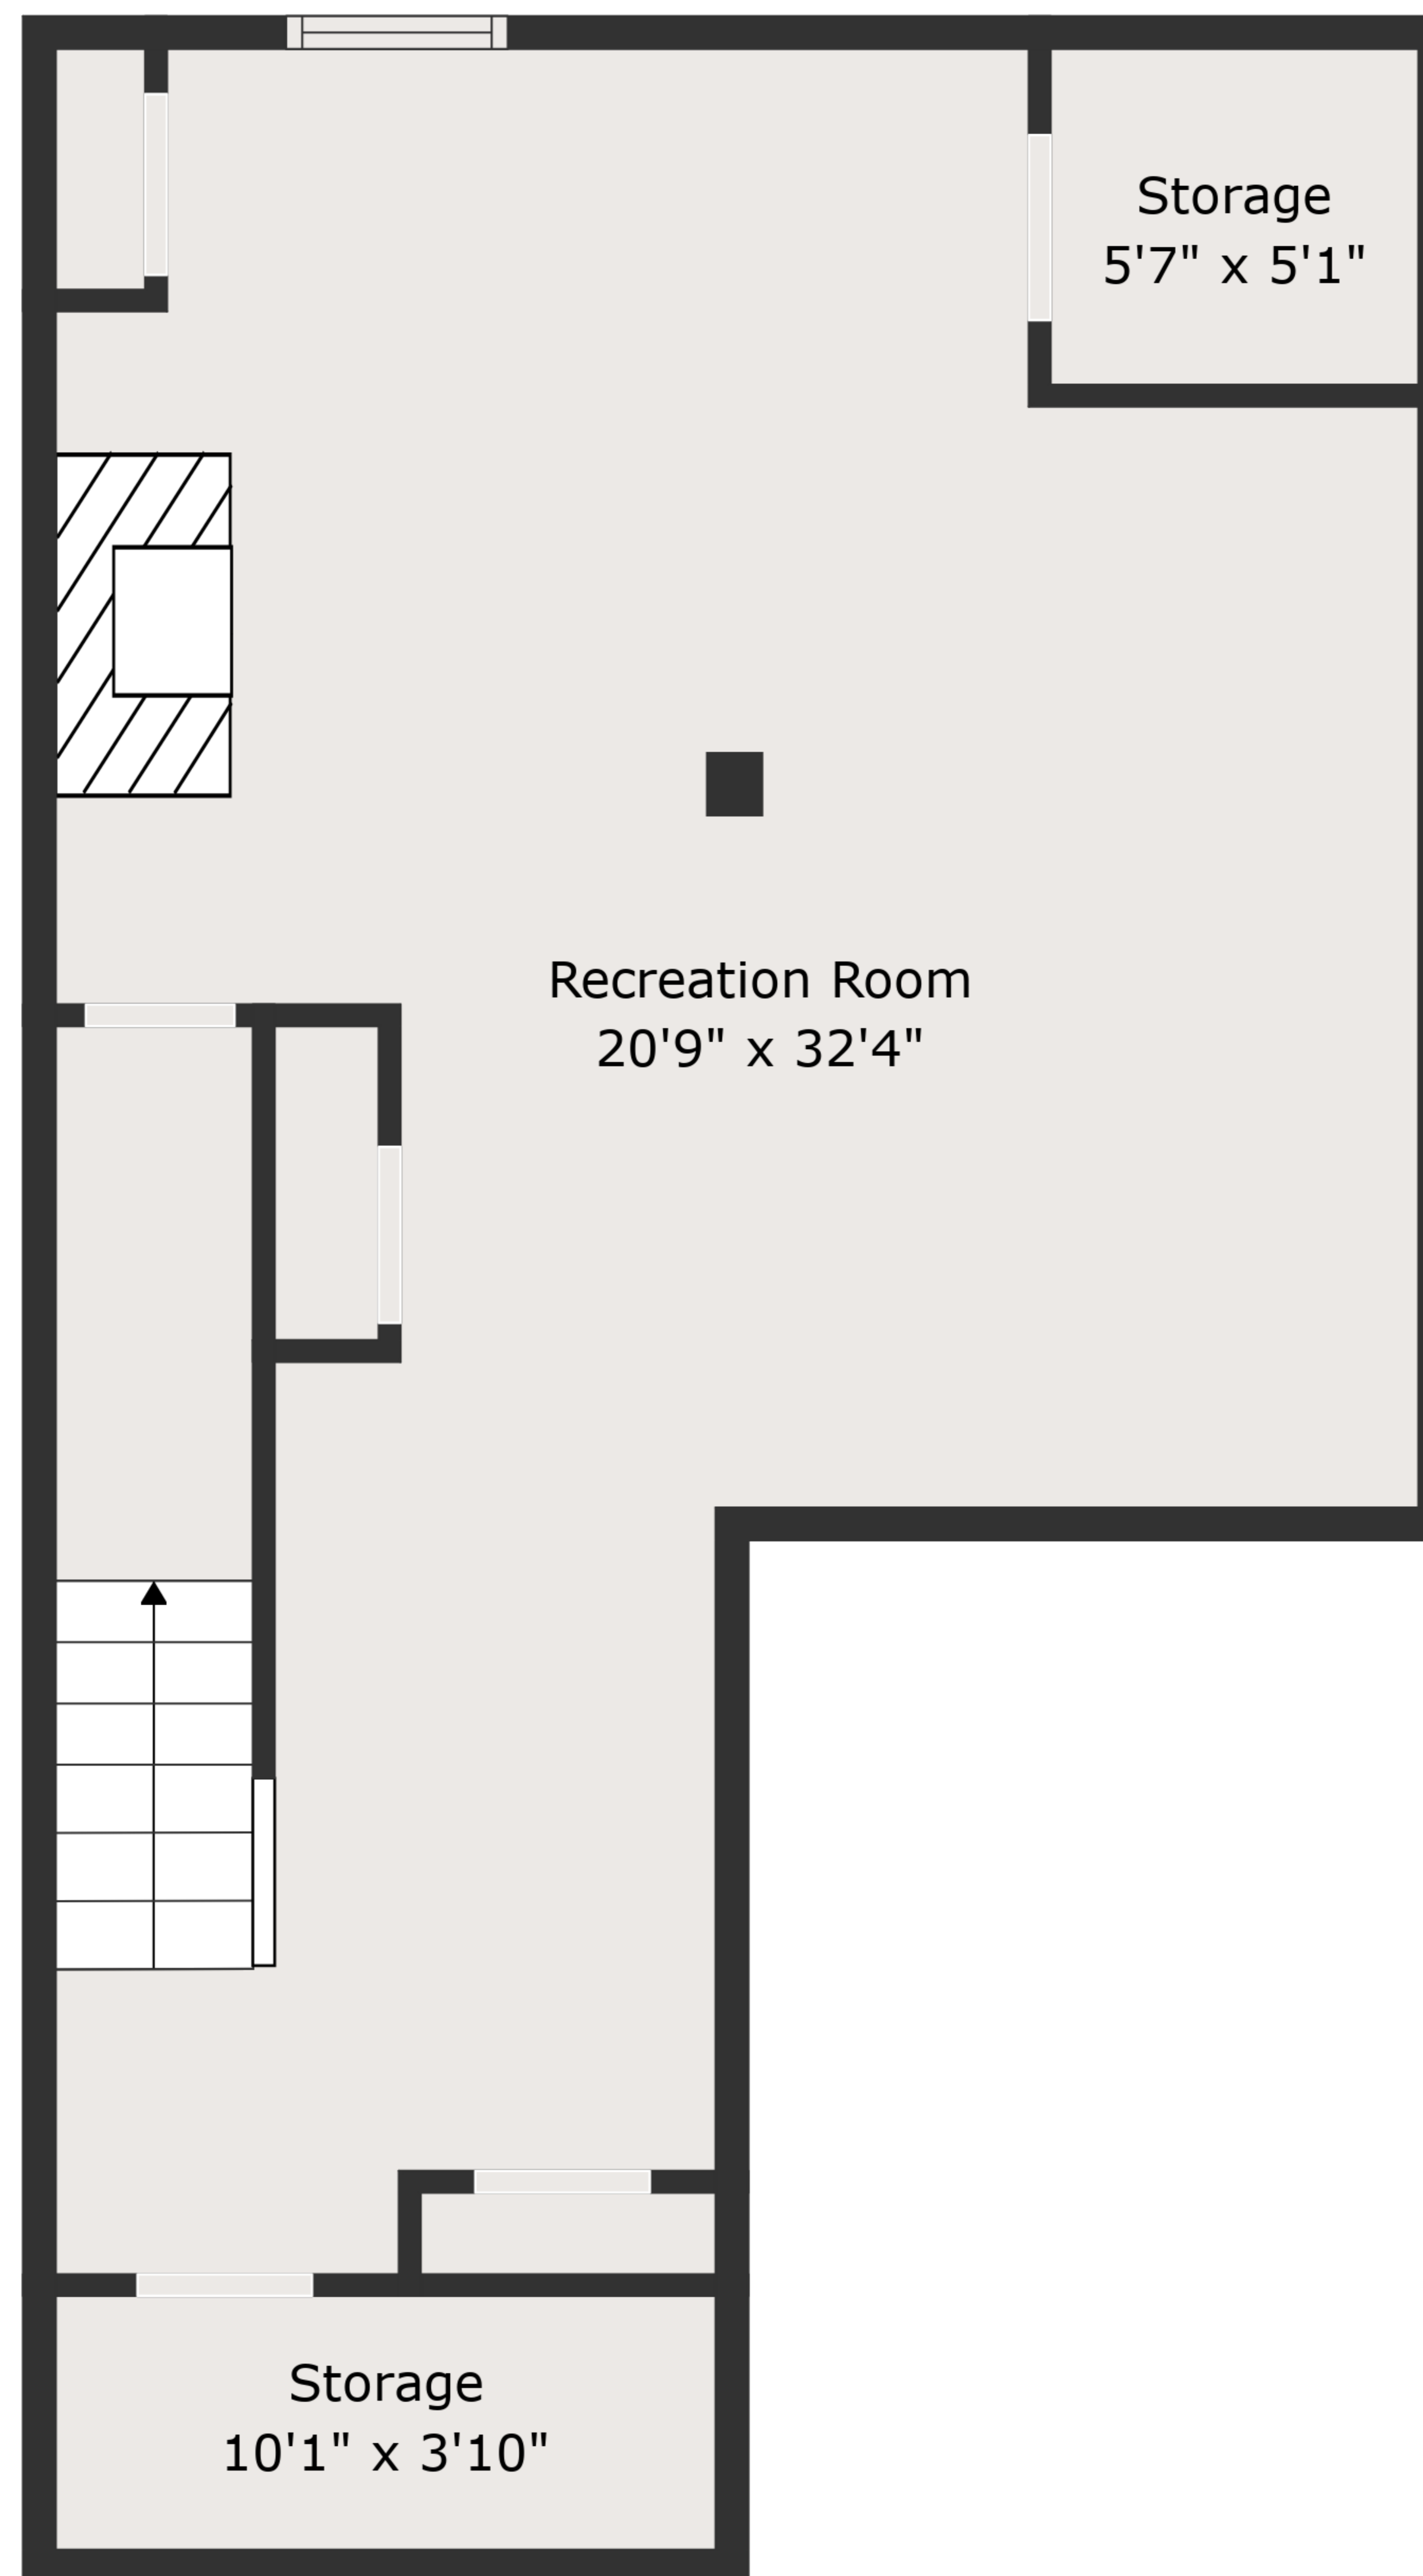 Storage
5'7" x 5'1"
Recreation Room
20'9" x 32'4"
Storage
10'1" x 3'10"